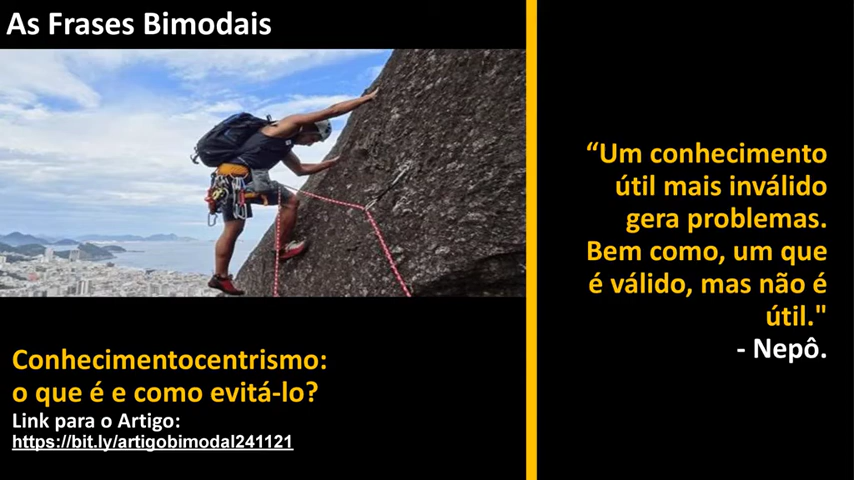 As Frases Bimodais
“Um conhecimento
útil mais inválido
gera problemas.
Bem como, um que
é válido, mas não é
útil."
- Nepô.
Conhecimentocentrismo:
o que é e como evitá-lo?
Link para o Artigo:
https://bit.ly/artigobimodal241121